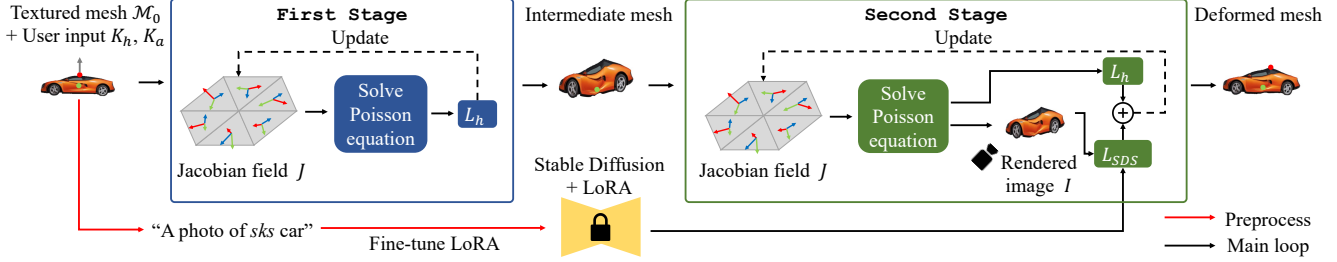 Textured mesh ℳ₀
+ User input Kₕ, Kₐ
First Stage
Update
Solve
Poisson
equation
Lₕ
Jacobian field J
Intermediate mesh
Second Stage
Update
Solve
Poisson
equation
Lₕ
+
L_SDS
Jacobian field J
Rendered
image I
Deformed mesh
Stable Diffusion
+ LoRA
“A photo of sks car”
Fine-tune LoRA
Preprocess
Main loop